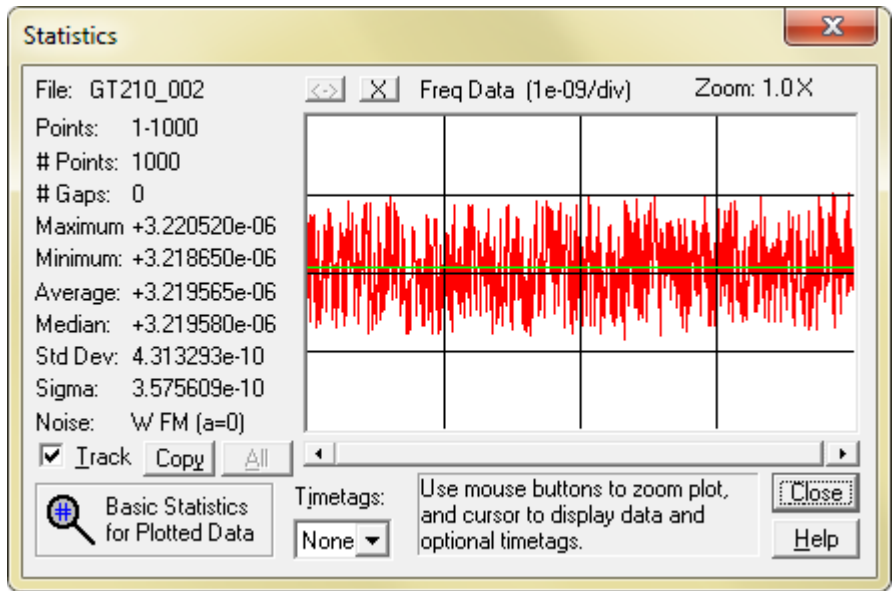 Statistics
X
File: GT210_002
<-> X Freq Data (1e-09/div) Zoom: 1.0X
Points: 1-1000
# Points: 1000
# Gaps: 0
Maximum +3.220520e-06
Minimum: +3.218650e-06
Average: +3.219565e-06
Median: +3.219580e-06
Std Dev: 4.313293e-10
Sigma: 3.575609e-10
Noise: W FM (a=0)
Track Copy All
# Basic Statistics
for Plotted Data
Timetags:
None
Use mouse buttons to zoom plot,
and cursor to display data and
optional timetags.
Close
Help